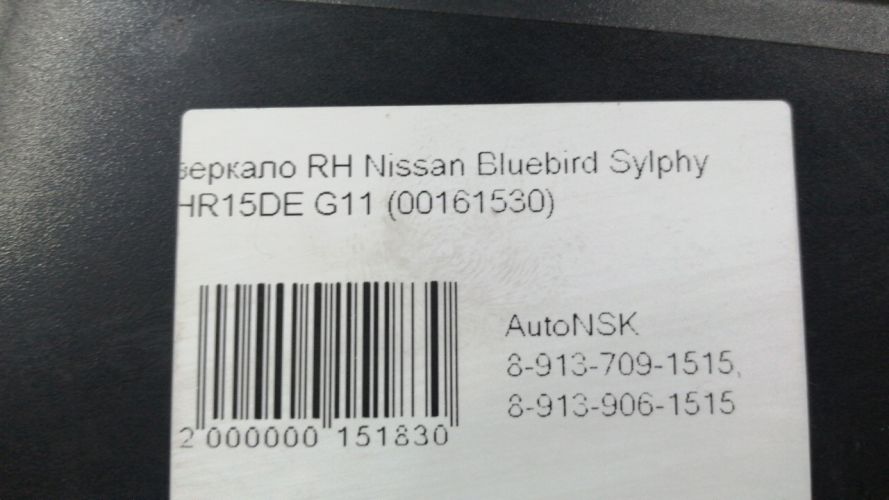 зеркало RH Nissan Bluebird Sylphy
HR15DE G11 (00161530)
AutoNSK
8-913-709-1515,
8-913-906-1515
2 000000 151830